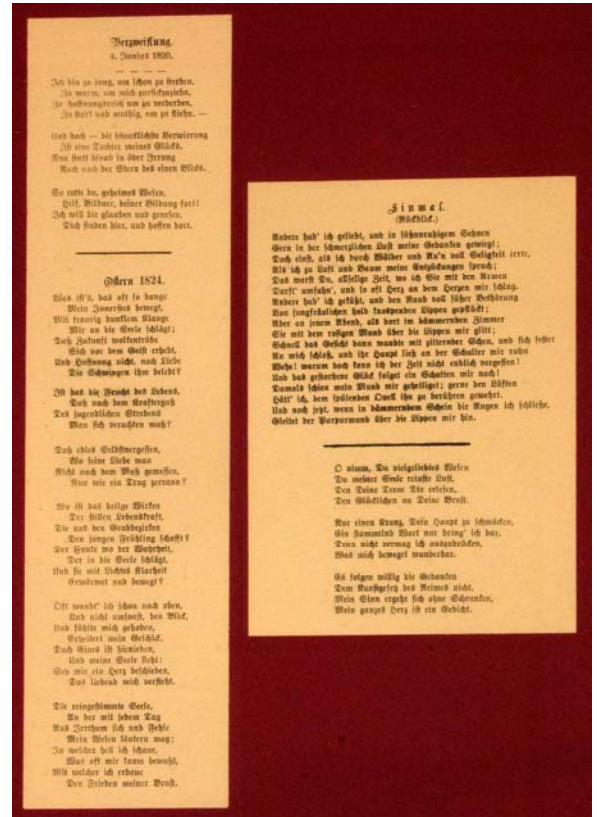 Verzweiflung.
4. Junius 1820.
Ich bin zu jung, um schon zu sterben,
Zu warm, um mich zurückzuziehn,
Zu hoffnungsreich um zu verderben,
Zu stark und muthig, um zu fliehn. —
Und doch — die schrecklichste Verwirrung
Ist eine Tochter meines Glücks,
Nun starb hinab in öder Irrung
Auch noch der Stern des einen Blicks.
So rette du, geheimes Wesen,
Hilf, Bildner, deiner Bildung fort!
Ich will dir glauben und genesen,
Dich finden hier, und hoffen dort.
Ostern 1824.
Was ist's, das oft so bange
Mein Innerstes bewegt,
Mit traurig dunklem Klange
Mir an die Seele schlägt;
Daß Zukunft wolkentrübe
Sich vor dem Geist erhebt,
Und Hoffnung nicht, noch Liebe
Die Schwingen ihm belebt?
Ist das die Frucht des Lebens,
Daß nach dem Kraftergusß
Des jugendlichen Strebens
Man sich verachten muß?
Daß edles Selbstvergessen,
Wo seine Liebe man
Nicht nach dem Maß gemessen,
Nur wie ein Trug zerrann?
Wo ist das heilge Wirken
Der stillen Lebenskraft,
Die aus den Grabbezirken
Den jungen Frühling schafft?
Der Funke wo der Wahrheit,
Der in die Seele schlägt,
Und sie mit Lichtes Klarheit
Erwärmet und bewegt?
Oft wandt' ich schon nach oben,
Und nicht umsonst, den Blick,
Und fühlte mich gehoben,
Erheitert mein Geschick.
Doch Eines ist hienieden,
Und meine Seele fleht:
Sey mir ein Herz beschieden,
Das liebend mich versteht.
Die reingestimmte Seele,
An der mit jedem Tag
Aus Irrthum sich und Fehle
Mein Wesen läutern mag:
In welcher hell ich schaue,
Was oft mir kaum bewußt,
Mit welcher ich erbaue
Den Frieden meiner Brust.
Einmal.
(Rückblick.)
Andere hab' ich geliebt, und in süßunruhigem Sehnen
Gern in der schmerzlichen Lust meine Gedanken gewiegt;
Doch einst, als ich durch Wälder und Au'n voll Seligkeit irrte,
Als ich zu Luft und Baum meine Entzückungen sprach;
Das warst Du, allselige Zeit, wo ich Sie mit den Armen
Durst' umfahn', und so oft Herz an dem Herzen mir schlug.
Andere hab' ich geküßt, und den Raub voll süßer Bethörung
Von jungfräulichen hold knospenden Lippen gepflückt;
Aber an jenem Abend, als dort im dämmernden Zimmer
Sie mit dem rosigen Mund über die Lippen mir glitt;
Schnell das Gesicht dann wandte mit zitternder Scheu, und sich fester
An mich schloß, und ihr Haupt ließ an der Schulter mir ruhn
Wehe! warum doch kann ich der Zeit nicht endlich vergessen!
Und das gestorbene Glück folget ein Schatten mir nach!
Damals schien mein Mund mir geheiliget; gerne den Lüften
Hätt' ich, dem spülenden Quell ihn zu berühren gewehrt.
Und noch jetzt, wenn in dämmerndem Schein die Augen ich schließe,
Gleitet der Purpurmund über die Lippen mir hin.
O nimm, Du vielgeliebtes Wesen
Du meiner Seele reinste Lust,
Den Deine Treue Dir erlesen,
Den Glücklichen an Deine Brust.
Nur einen Kranz, Dein Haupt zu schmücken,
Ein stammelnd Wort nur bring' ich dar,
Denn nicht vermag ich auszudrücken,
Was mich beweget wunderbar.
Es folgen willig die Gedanken
Dem Kunstgesetz des Reimes nicht.
Mein Sinn ergeht sich ohne Schranken,
Mein ganzes Herz ist ein Gedicht.